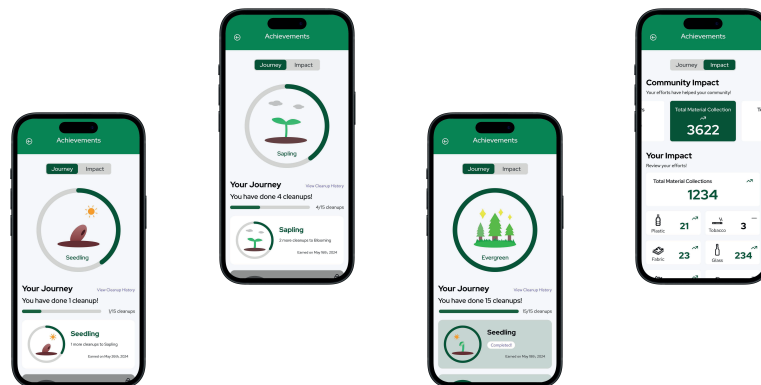 Achievements
Journey Impact
Seedling
Your Journey View Cleanup History
You have done 1 cleanup!
1/15 cleanups
Seedling
1 more cleanups to Sapling
Earned on May 16th, 2024
Achievements
Journey Impact
Sapling
Your Journey View Cleanup History
You have done 4 cleanups!
4/15 cleanups
Sapling
3 more cleanups to Blooming
Earned on May 16th, 2024
Achievements
Journey Impact
Evergreen
Your Journey View Cleanup History
You have done 15 cleanups!
15/15 cleanups
Seedling
Completed!
Earned on May 18th, 2024
Achievements
Journey Impact
Community Impact
Your efforts have helped your community!
Total Material Collection
3622
Your Impact
Review your efforts!
Total Material Collections
1234
Plastic 21
Tobacco 3
Fabric 23
Glass 234